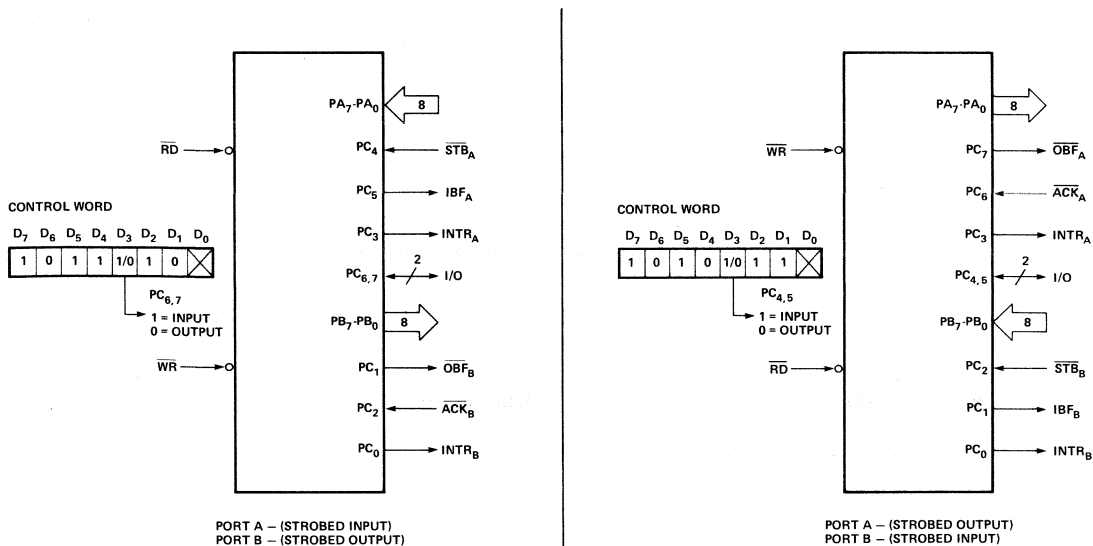 PA7-PA0 8
RD
PC4 STBA
PC5 IBFA
CONTROL WORD
D7 D6 D5 D4 D3 D2 D1 D0
1 0 1 1 1/0 1 0
PC3 INTRA
PC6,7 2 I/O
PC6,7
1 = INPUT
0 = OUTPUT
PB7-PB0 8
WR
PC1 OBFB
PC2 ACKB
PC0 INTRB
PORT A – (STROBED INPUT)
PORT B – (STROBED OUTPUT)
PA7-PA0 8
WR
PC7 OBFA
PC6 ACKA
CONTROL WORD
D7 D6 D5 D4 D3 D2 D1 D0
1 0 1 0 1/0 1 1
PC3 INTRA
PC4,5 2 I/O
PC4,5
1 = INPUT
0 = OUTPUT
PB7-PB0 8
RD
PC2 STBB
PC1 IBFB
PC0 INTRB
PORT A – (STROBED OUTPUT)
PORT B – (STROBED INPUT)